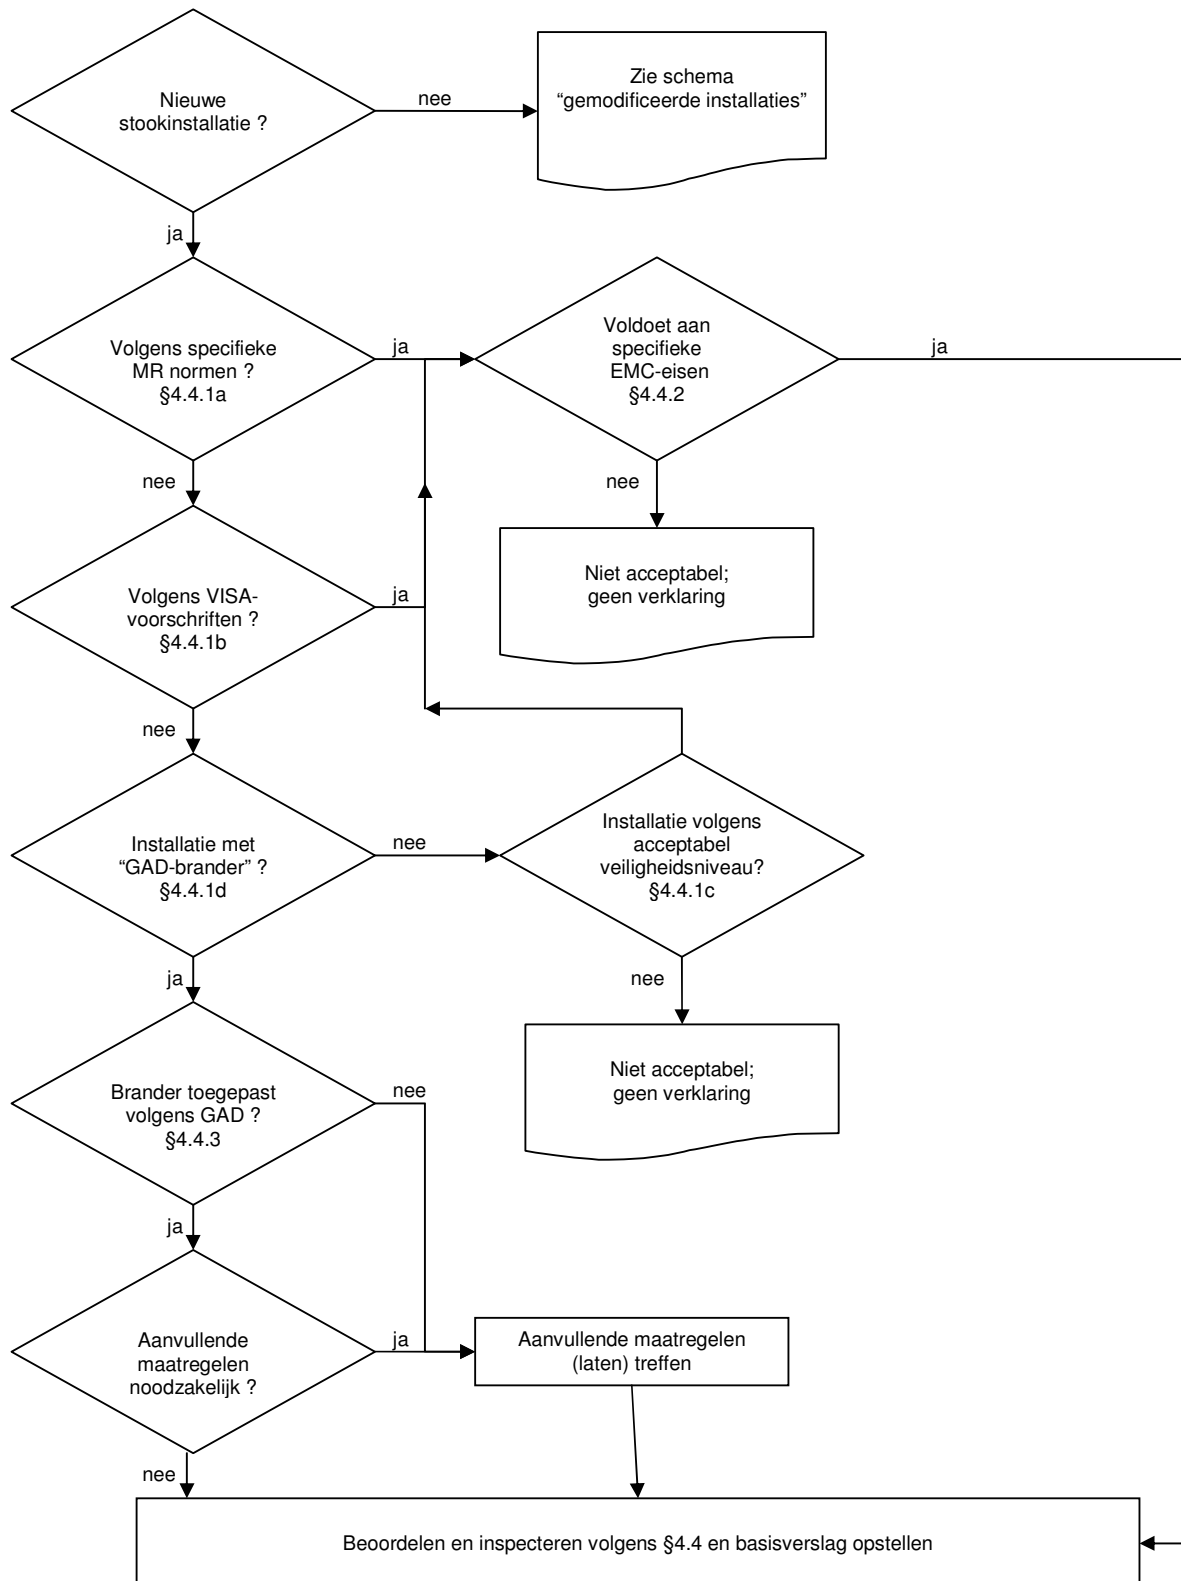 Nieuwe
stookinstallatie ?
nee
Zie schema
“gemodificeerde installaties”
ja
Volgens specifieke
MR normen ?
§4.4.1a
ja
Voldoet aan
specifieke
EMC-eisen
§4.4.2
ja
nee
nee
Volgens VISA-
voorschriften ?
§4.4.1b
ja
Niet acceptabel;
geen verklaring
nee
Installatie met
“GAD-brander” ?
§4.4.1d
nee
Installatie volgens
acceptabel
veiligheidsniveau?
§4.4.1c
ja
nee
Brander toegepast
volgens GAD ?
§4.4.3
nee
Niet acceptabel;
geen verklaring
ja
Aanvullende
maatregelen
noodzakelijk ?
ja
Aanvullende maatregelen
(laten) treffen
nee
Beoordelen en inspecteren volgens §4.4 en basisverslag opstellen